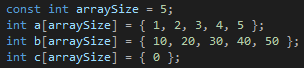 const int arraySize = 5;
int a[arraySize] = { 1, 2, 3, 4, 5 };
int b[arraySize] = { 10, 20, 30, 40, 50 };
int c[arraySize] = { 0 };